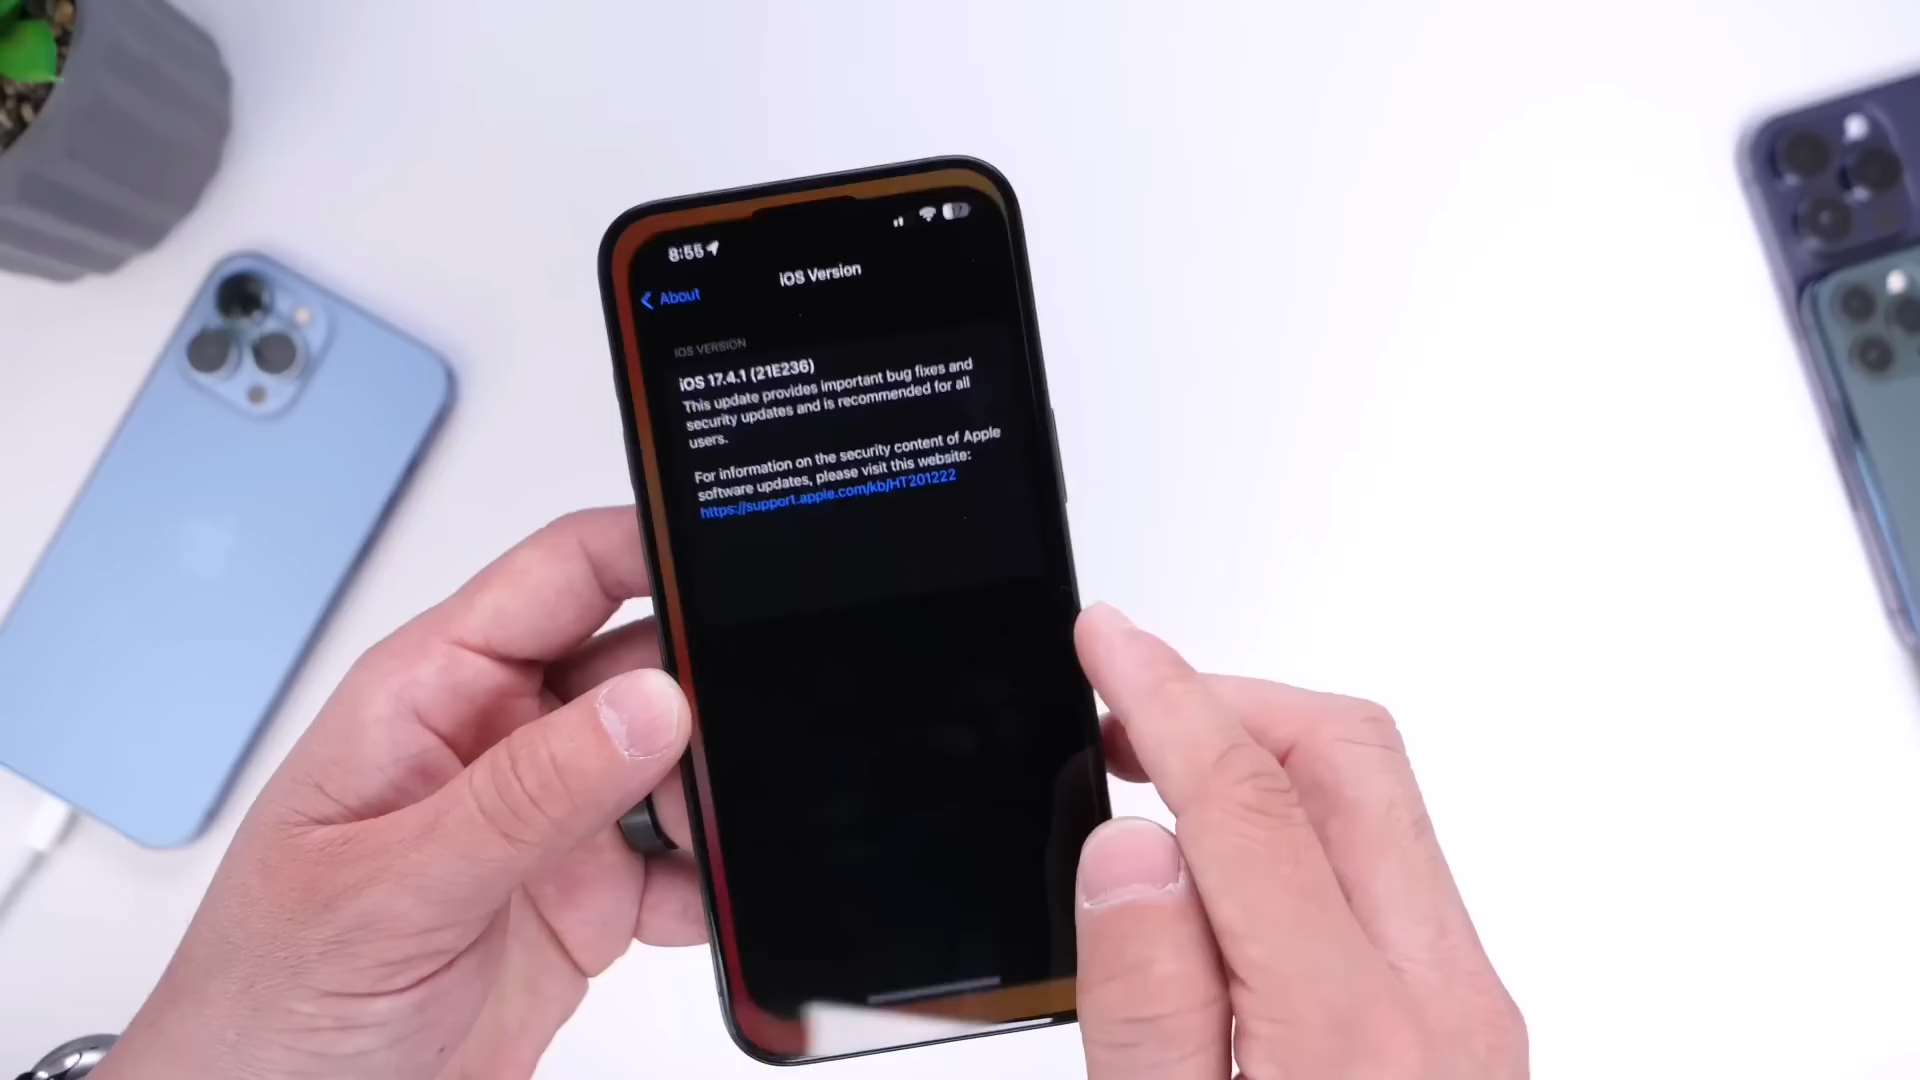 8:55
iOS Version
About
IOS VERSION
iOS 17.4.1 (21E236)
This update provides important bug fixes and
security updates and is recommended for all
users.
For information on the security content of Apple
software updates, please visit this website:
https://support.apple.com/kb/HT201222